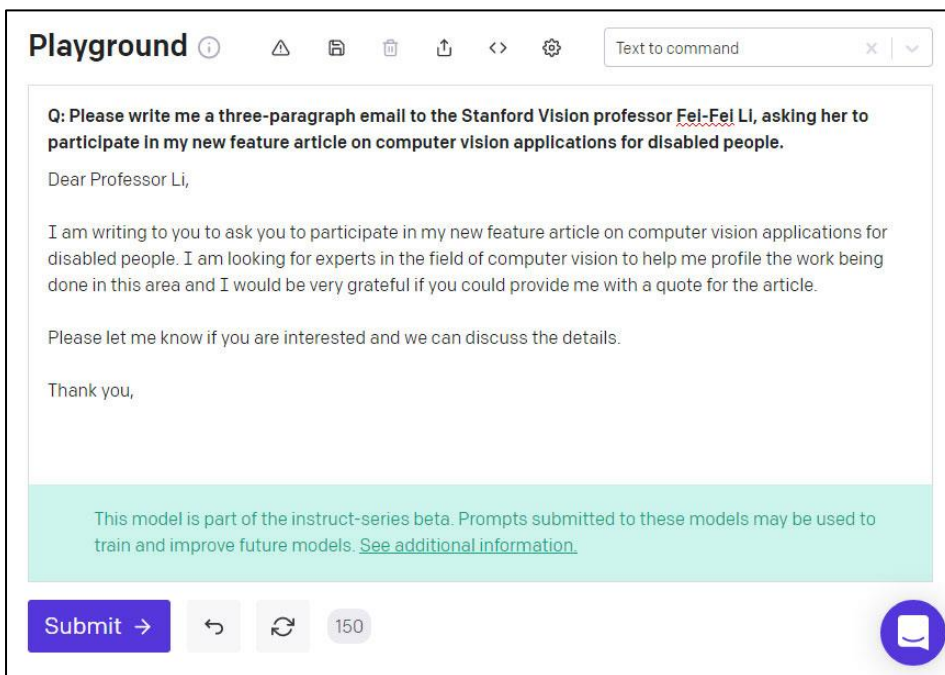 Playground
Text to command
Q: Please write me a three-paragraph email to the Stanford Vision professor Fei-Fei Li, asking her to
participate in my new feature article on computer vision applications for disabled people.
Dear Professor Li,
I am writing to you to ask you to participate in my new feature article on computer vision applications for
disabled people. I am looking for experts in the field of computer vision to help me profile the work being
done in this area and I would be very grateful if you could provide me with a quote for the article.
Please let me know if you are interested and we can discuss the details.
Thank you,
This model is part of the instruct-series beta. Prompts submitted to these models may be used to
train and improve future models. See additional information.
Submit →
150